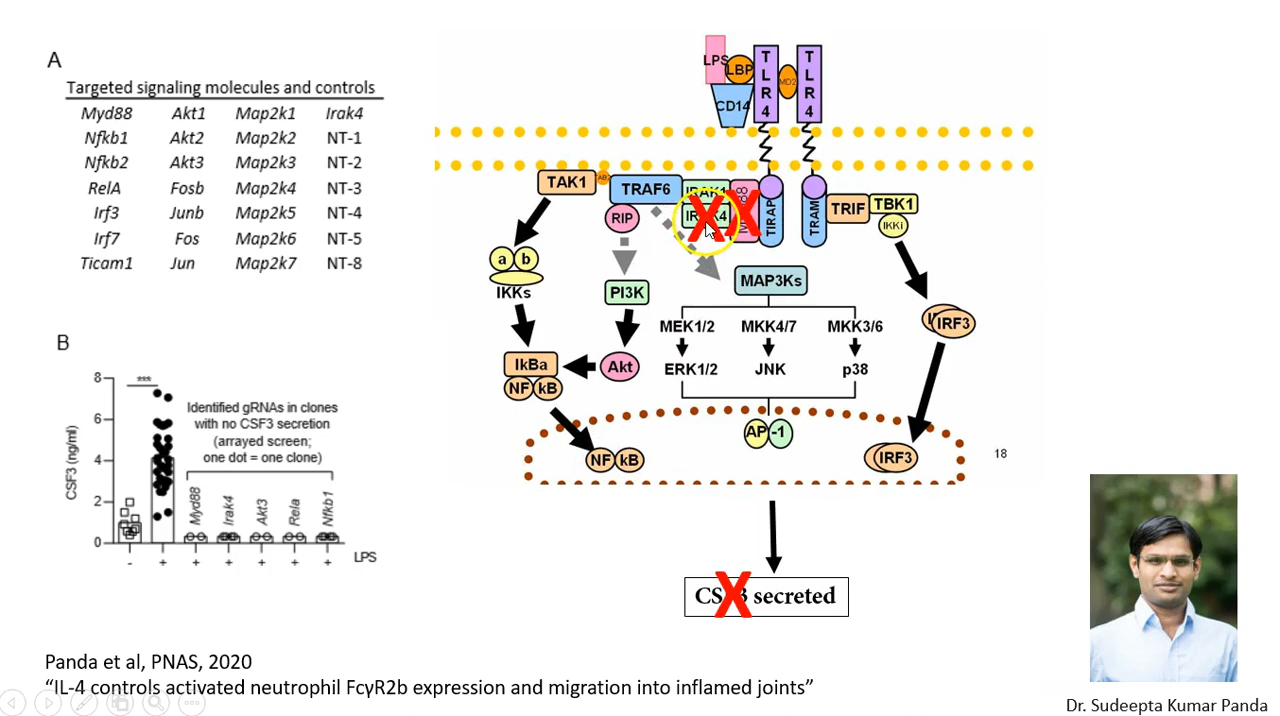 A
Targeted signaling molecules and controls
Myd88 Akt1 Map2k1 Irak4
Nfkb1 Akt2 Map2k2 NT-1
Nfkb2 Akt3 Map2k3 NT-2
RelA Fosb Map2k4 NT-3
Irf3 Junb Map2k5 NT-4
Irf7 Fos Map2k6 NT-5
Ticam1 Jun Map2k7 NT-8
B
8
6
4
2
0
CSF3 (ng/ml)
***
Identified gRNAs in clones
with no CSF3 secretion
(arrayed screen;
one dot = one clone)
Myd88 Irak4 Akt3 Rela Nfkb1
- + + + + + + LPS
LPS
LBP
CD14
TLR4
MD2
TLR4
TAK1
TRAF6
IRAK1
TIRAP
TRAM
TRIF
TBK1
IKKi
RIP
a b
IKKs
PI3K
MAP3Ks
MEK1/2 MKK4/7 MKK3/6
ERK1/2 JNK p38
IRF3
IkBa
NF kB
Akt
AP -1
NF kB
IRF3
18
secreted
Panda et al, PNAS, 2020
“IL-4 controls activated neutrophil FcγR2b expression and migration into inflamed joints”
Dr. Sudeepta Kumar Panda